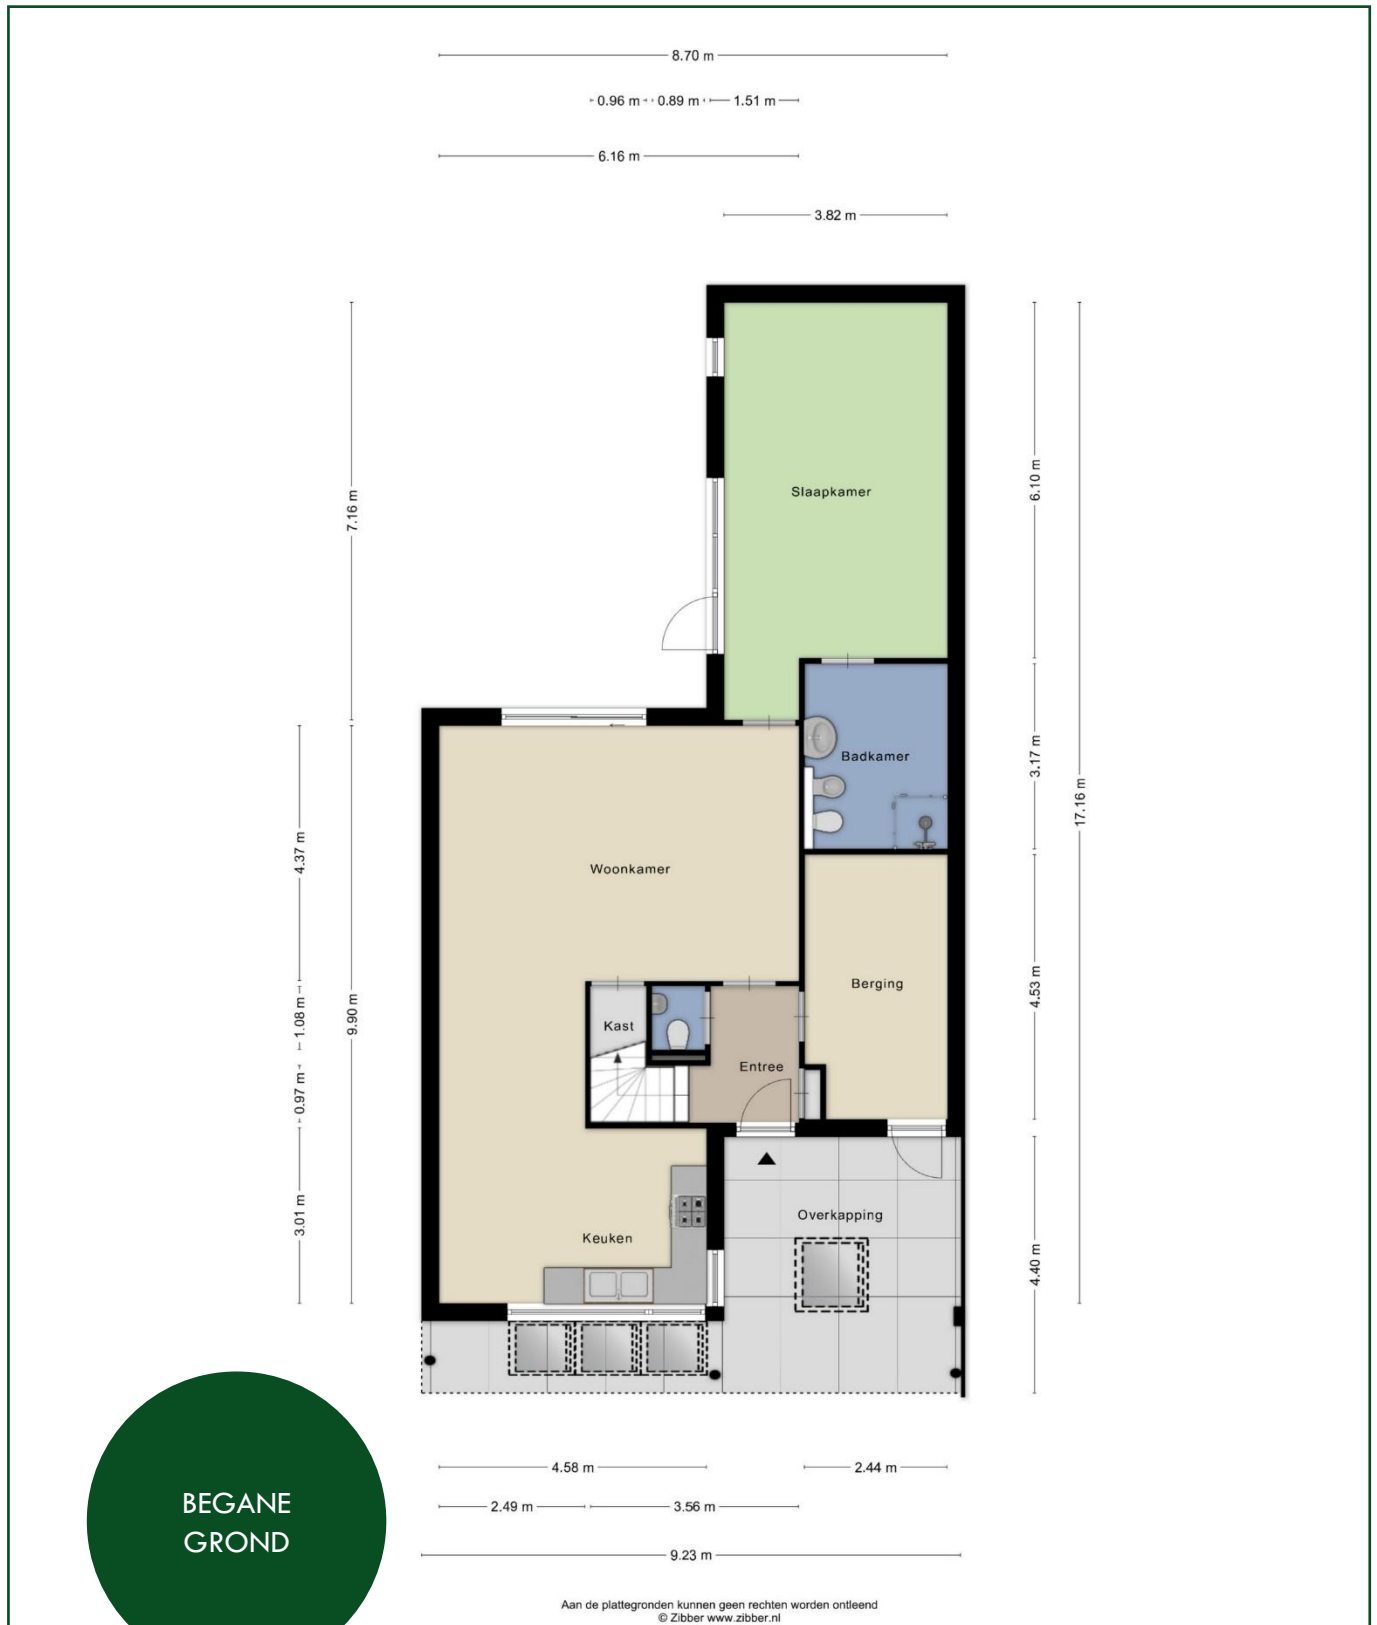 8.70 m
0.96 m
0.89 m
1.51 m
6.16 m
3.82 m
7.16 m
6.10 m
Slaapkamer
3.17 m
Badkamer
17.16 m
4.37 m
Woonkamer
4.53 m
Berging
9.90 m
1.08 m
Kast
Entree
0.97 m
3.01 m
Overkapping
Keuken
4.40 m
4.58 m
2.44 m
2.49 m
3.56 m
9.23 m
BEGANE
GROND
Aan de plattegronden kunnen geen rechten worden ontleend
© Zibber www.zibber.nl